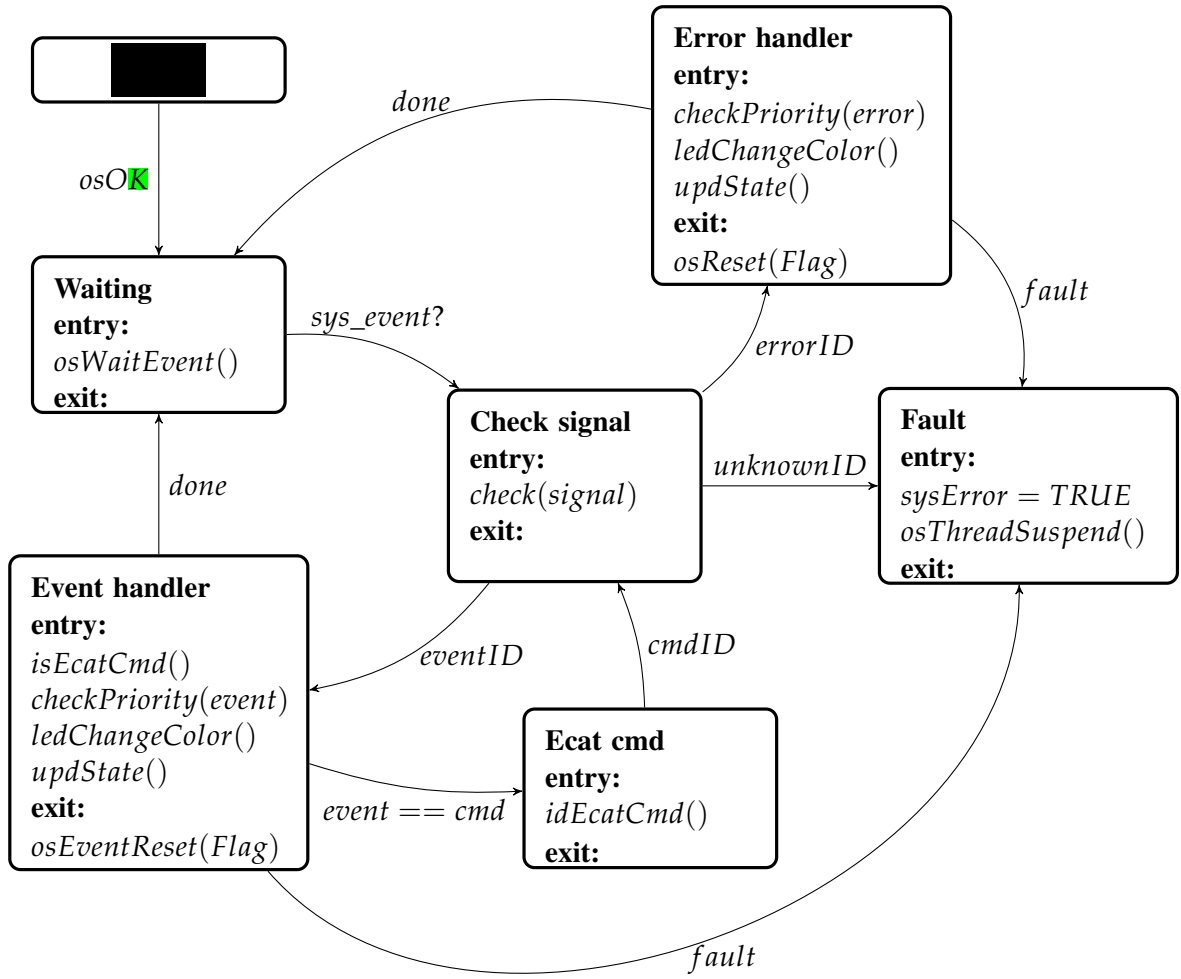 osOK
Waiting
entry:
osWaitEvent()
exit:
done
sys_event?
Error handler
entry:
checkPriority(error)
ledChangeColor()
updState()
exit:
osReset(Flag)
errorID
fault
Check signal
entry:
check(signal)
exit:
unknownID
Fault
entry:
sysError = TRUE
osThreadSuspend()
exit:
done
Event handler
entry:
isEcatCmd()
checkPriority(event)
ledChangeColor()
updState()
exit:
osEventReset(Flag)
eventID
cmdID
event == cmd
Ecat cmd
entry:
idEcatCmd()
exit:
fault